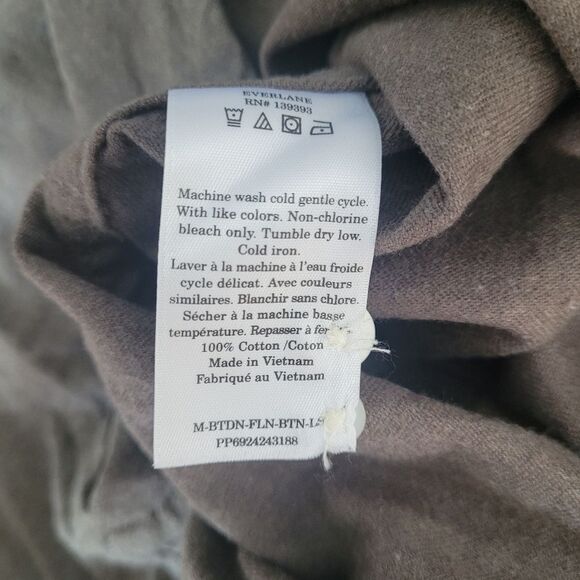 EVERLANE
RN# 139393
Machine wash cold gentle cycle.
With like colors. Non-chlorine
bleach only. Tumble dry low.
Cold iron.
Laver à la machine à l'eau froide
cycle délicat. Avec couleurs
similaires. Blanchir sans chlore.
Sécher à la machine basse
température. Repasser à
100% Cotton /Coton
Made in Vietnam
Fabriqué au Vietnam
M-BTDN-FLN-BTN-LS
PP6924243188